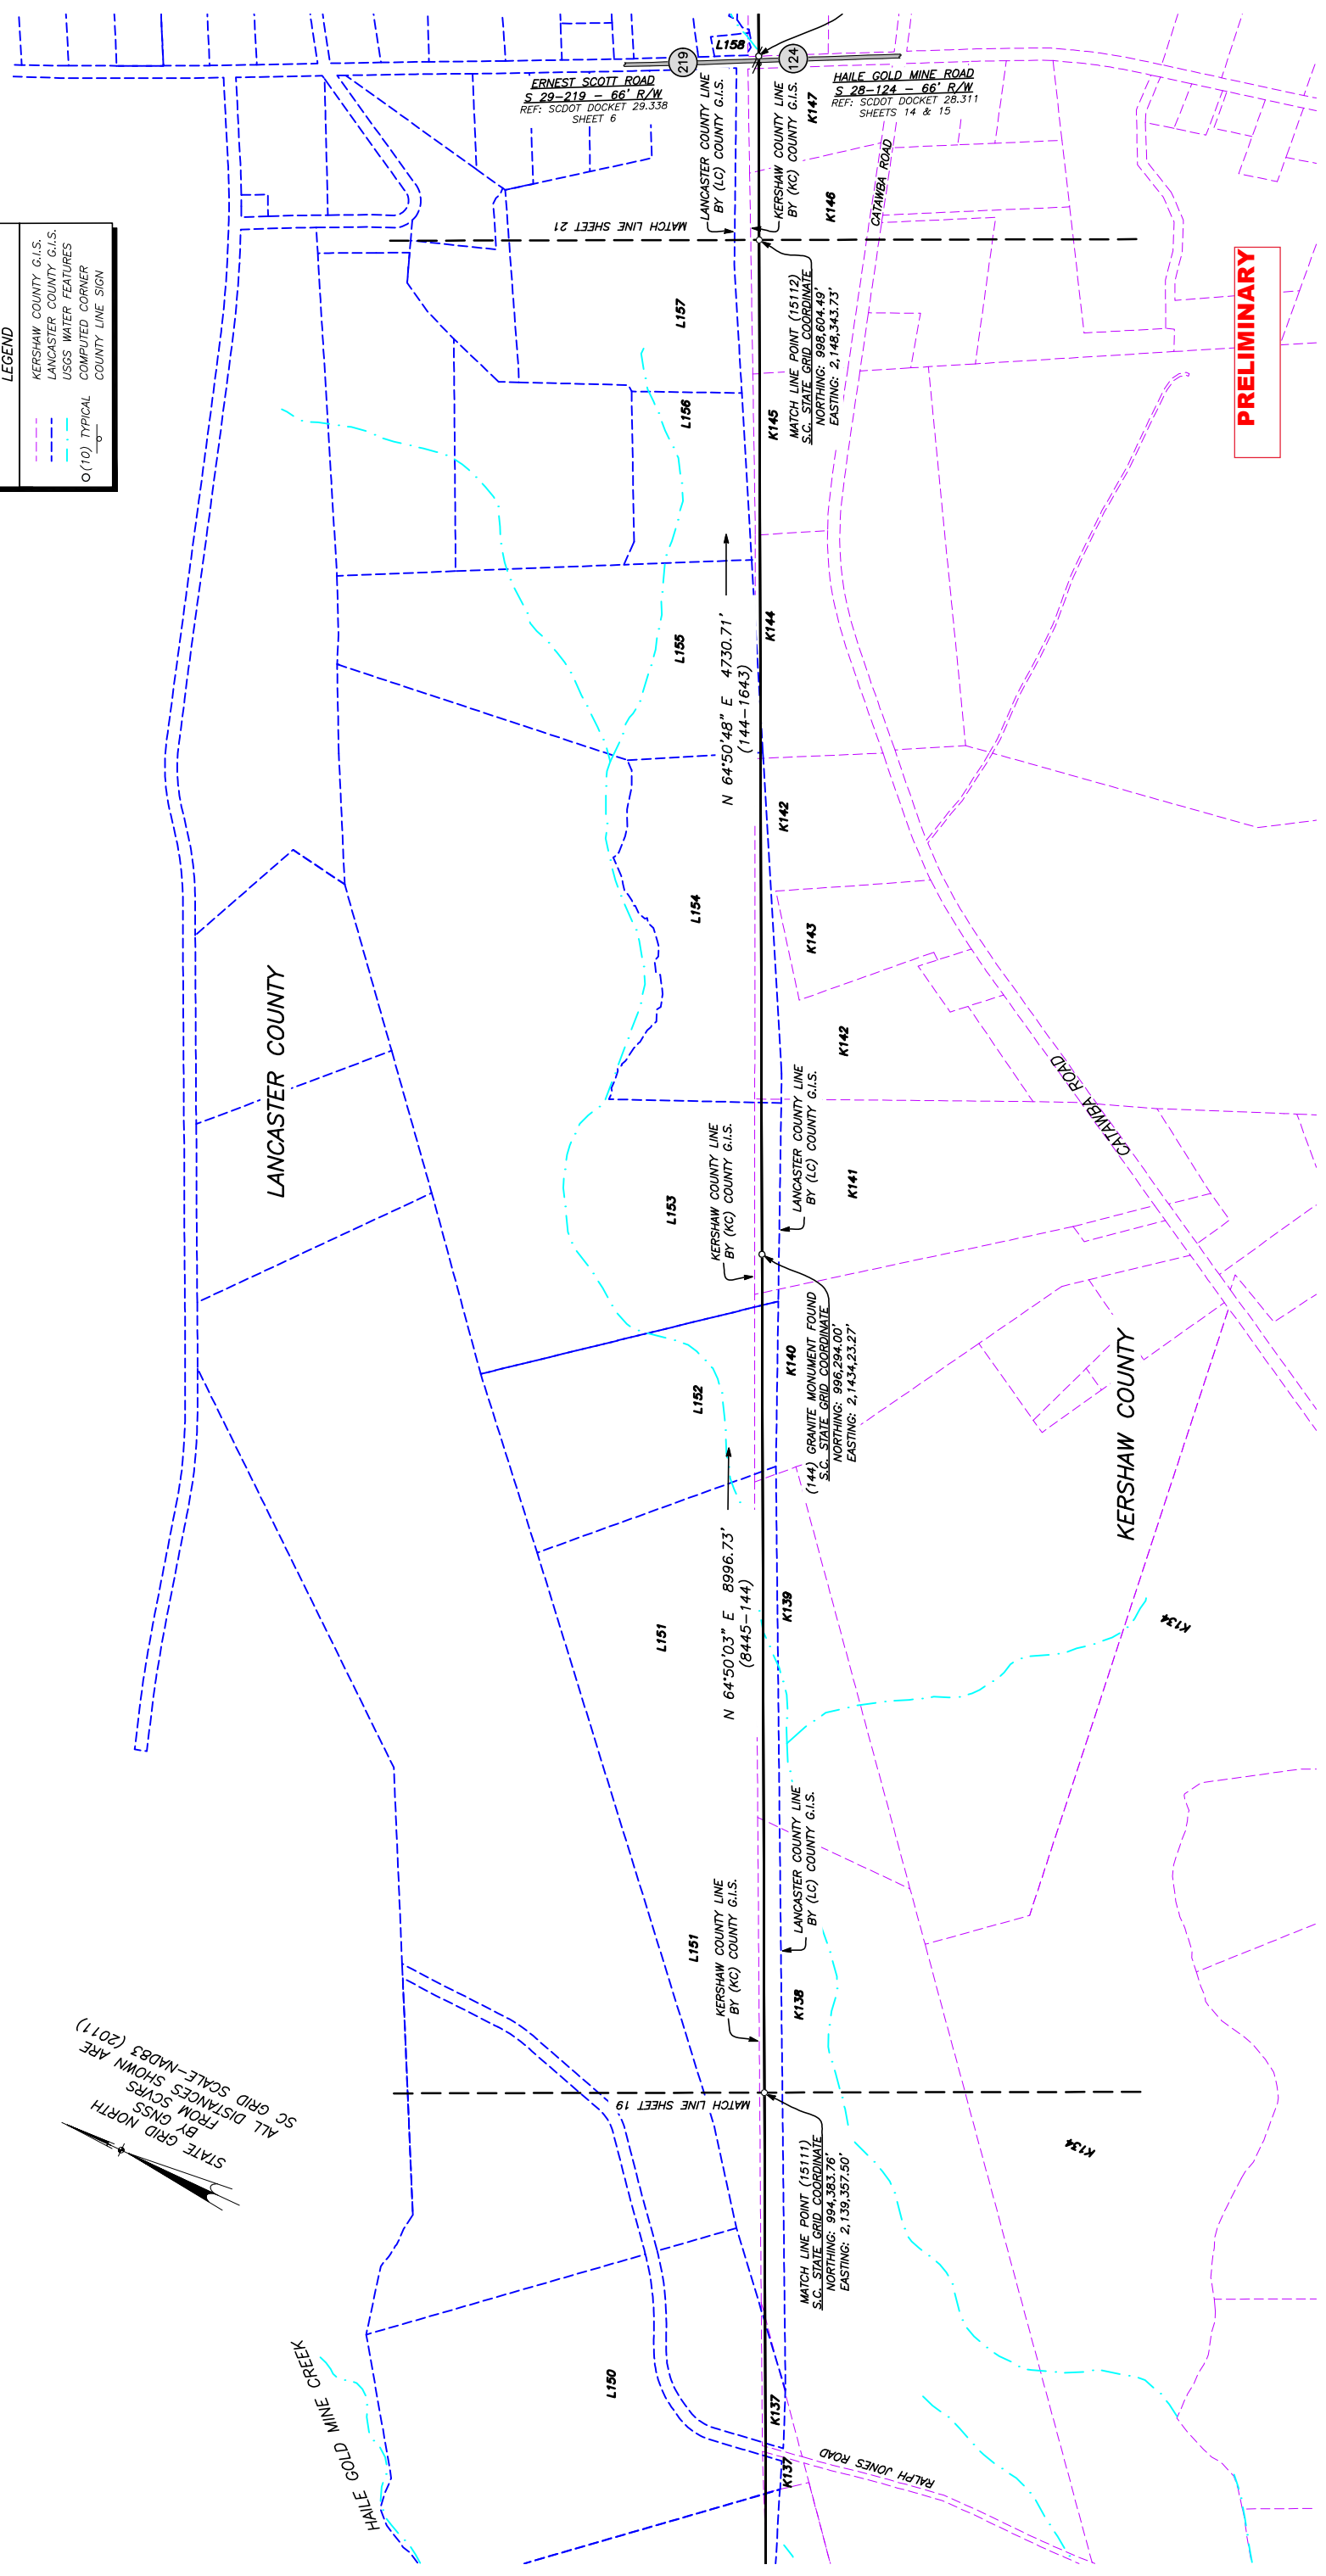 LEGEND
KERSHAW COUNTY G.I.S.
LANCASTER COUNTY G.I.S.
USGS WATER FEATURES
(10) TYPICAL COMPUTED CORNER
COUNTY LINE SIGN
L158
219
124
ERNEST SCOTT ROAD
S 29-219 - 66' R/W
REF: SCDOT DOCKET 29.338
SHEET 6
HAILE GOLD MINE ROAD
S 28-124 - 66' R/W
REF: SCDOT DOCKET 28.311
SHEETS 14 & 15
LANCASTER COUNTY LINE
BY (LC) COUNTY G.I.S.
KERSHAW COUNTY LINE
BY (KC) COUNTY G.I.S.
K147
K146
CATAWBA ROAD
MATCH LINE SHEET 21
MATCH LINE POINT (15112)
S.C. STATE GRID COORDINATE
NORTHING: 998,604.49'
EASTING: 2,148,343.73'
PRELIMINARY
L157
L156
K145
L155
K144
N 64°50'48" E 4730.71'
(144-1643)
K142
L154
K143
LANCASTER COUNTY
K142
CATAWBA ROAD
L153
KERSHAW COUNTY LINE
BY (KC) COUNTY G.I.S.
LANCASTER COUNTY LINE
BY (LC) COUNTY G.I.S.
K141
L152
K140
(144) GRANITE MONUMENT FOUND
S.C. STATE GRID COORDINATE
NORTHING: 996,294.00'
EASTING: 2,1434,23.27'
KERSHAW COUNTY
N 64°50'03" E 8996.73'
(8445-144)
L151
K139
K134
L151
KERSHAW COUNTY LINE
BY (KC) COUNTY G.I.S.
LANCASTER COUNTY LINE
BY (LC) COUNTY G.I.S.
K138
MATCH LINE SHEET 19
STATE GRID NORTH
BY GNSS
FROM SCVRS
ALL DISTANCES SHOWN ARE
SC GRID SCALE-NAD83 (2011)
MATCH LINE POINT (15111)
S.C. STATE GRID COORDINATE
NORTHING: 994,383.76'
EASTING: 2,139,357.50'
K134
HAILE GOLD MINE CREEK
L150
K137
K137
RALPH JONES ROAD